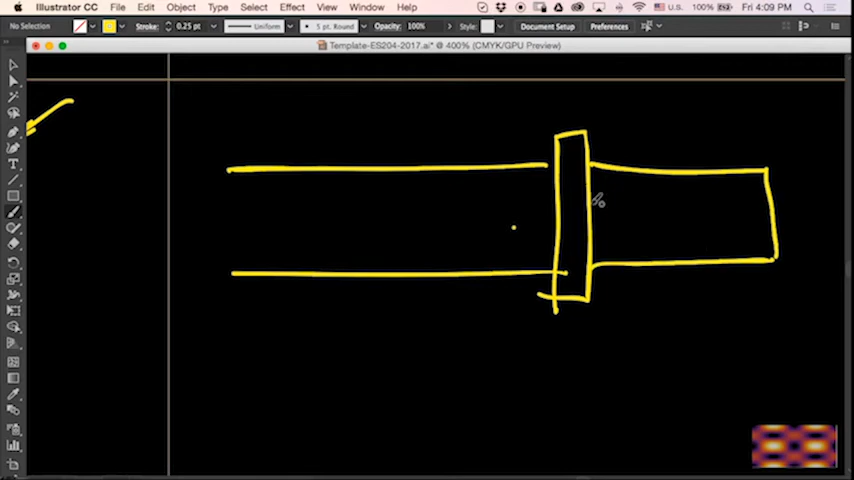 Illustrator CC File Edit Object Type Select Effect View Window Help 100% U.S. Fri 4:09 PM
No Selection Stroke: 0.25 pt Uniform 5 pt. Round Opacity: 100% Style: Document Setup Preferences
Template-ES204-2017.ai* @ 400% (CMYK/GPU Preview)